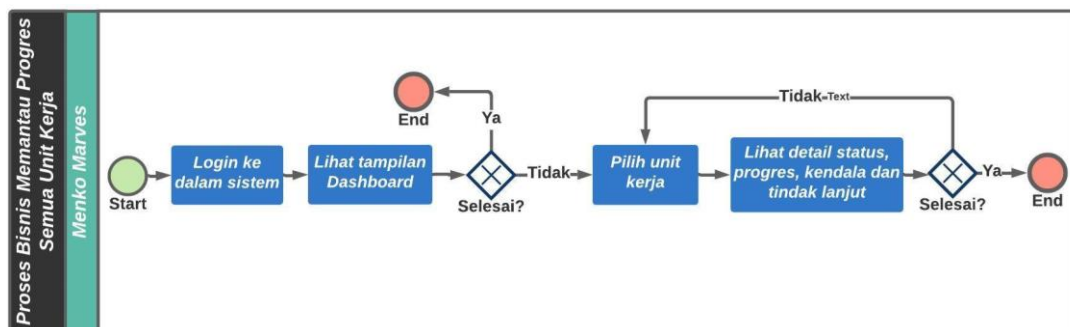 Proses Bisnis Memantau Progres
Semua Unit Kerja
Menko Marves
Start
Login ke
dalam sistem
Lihat tampilan
Dashboard
Selesai?
Ya
End
Tidak
Pilih unit
kerja
Lihat detail status,
progres, kendala dan
tindak lanjut
Selesai?
Tidak Text
Ya
End